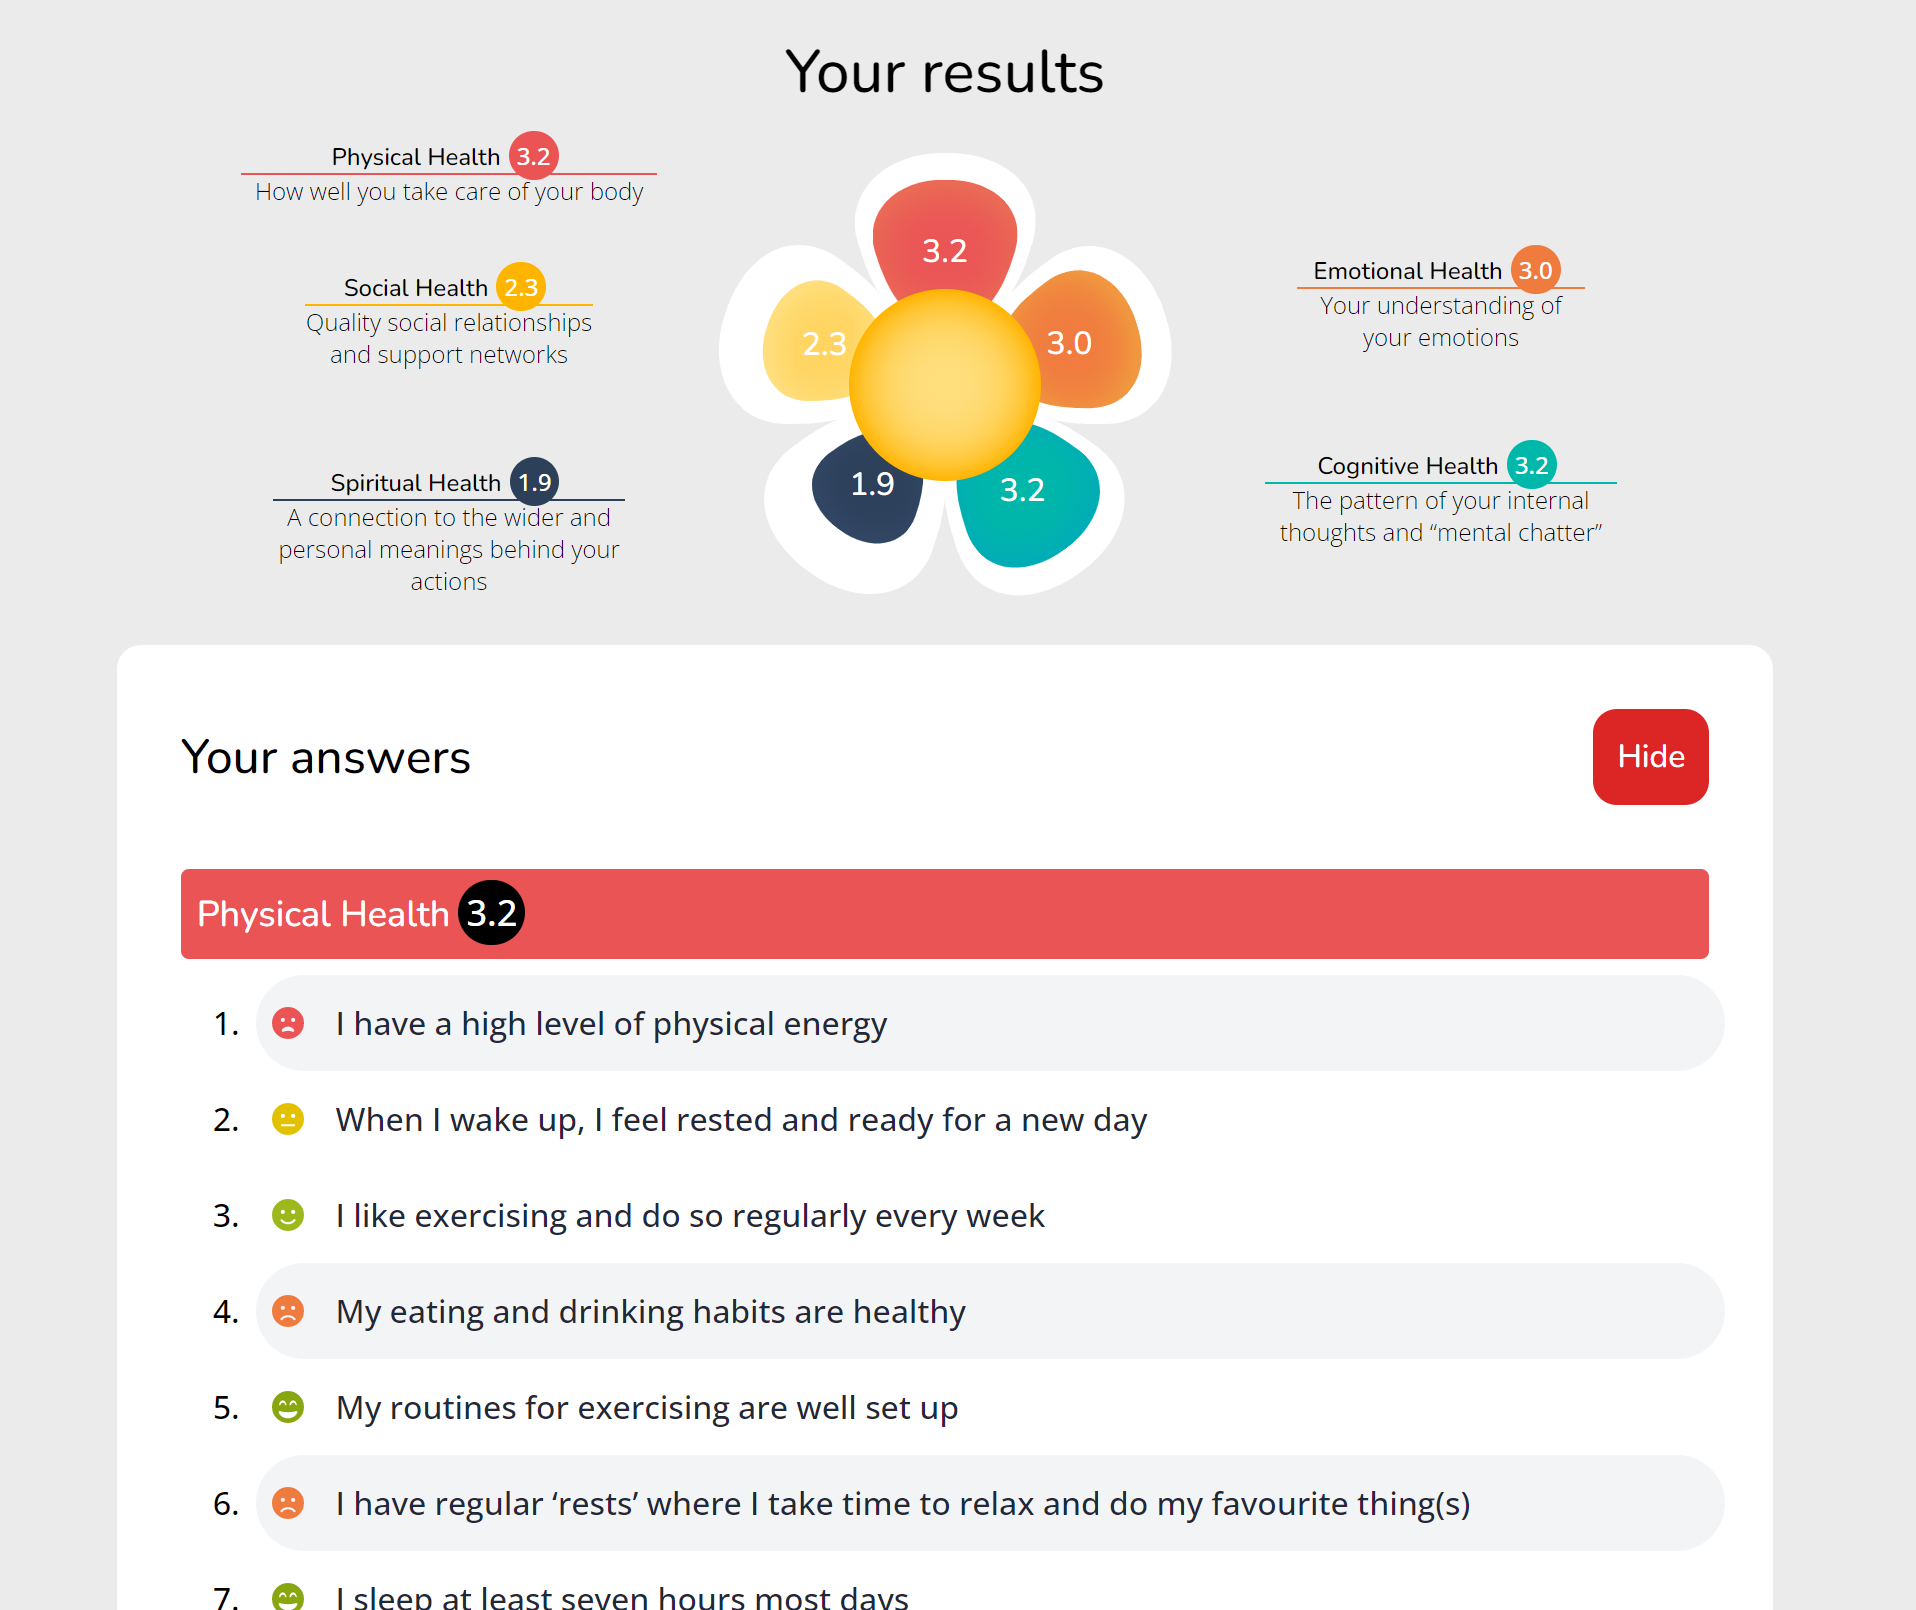 Your results
Physical Health 3.2
How well you take care of your body
Social Health 2.3
Quality social relationships
and support networks
Spiritual Health 1.9
A connection to the wider and
personal meanings behind your
actions
3.2
2.3
3.0
1.9
3.2
Emotional Health 3.0
Your understanding of
your emotions
Cognitive Health 3.2
The pattern of your internal
thoughts and “mental chatter”
Your answers
Hide
Physical Health 3.2
1. I have a high level of physical energy
2. When I wake up, I feel rested and ready for a new day
3. I like exercising and do so regularly every week
4. My eating and drinking habits are healthy
5. My routines for exercising are well set up
6. I have regular ‘rests’ where I take time to relax and do my favourite thing(s)
7. I sleep at least seven hours most days